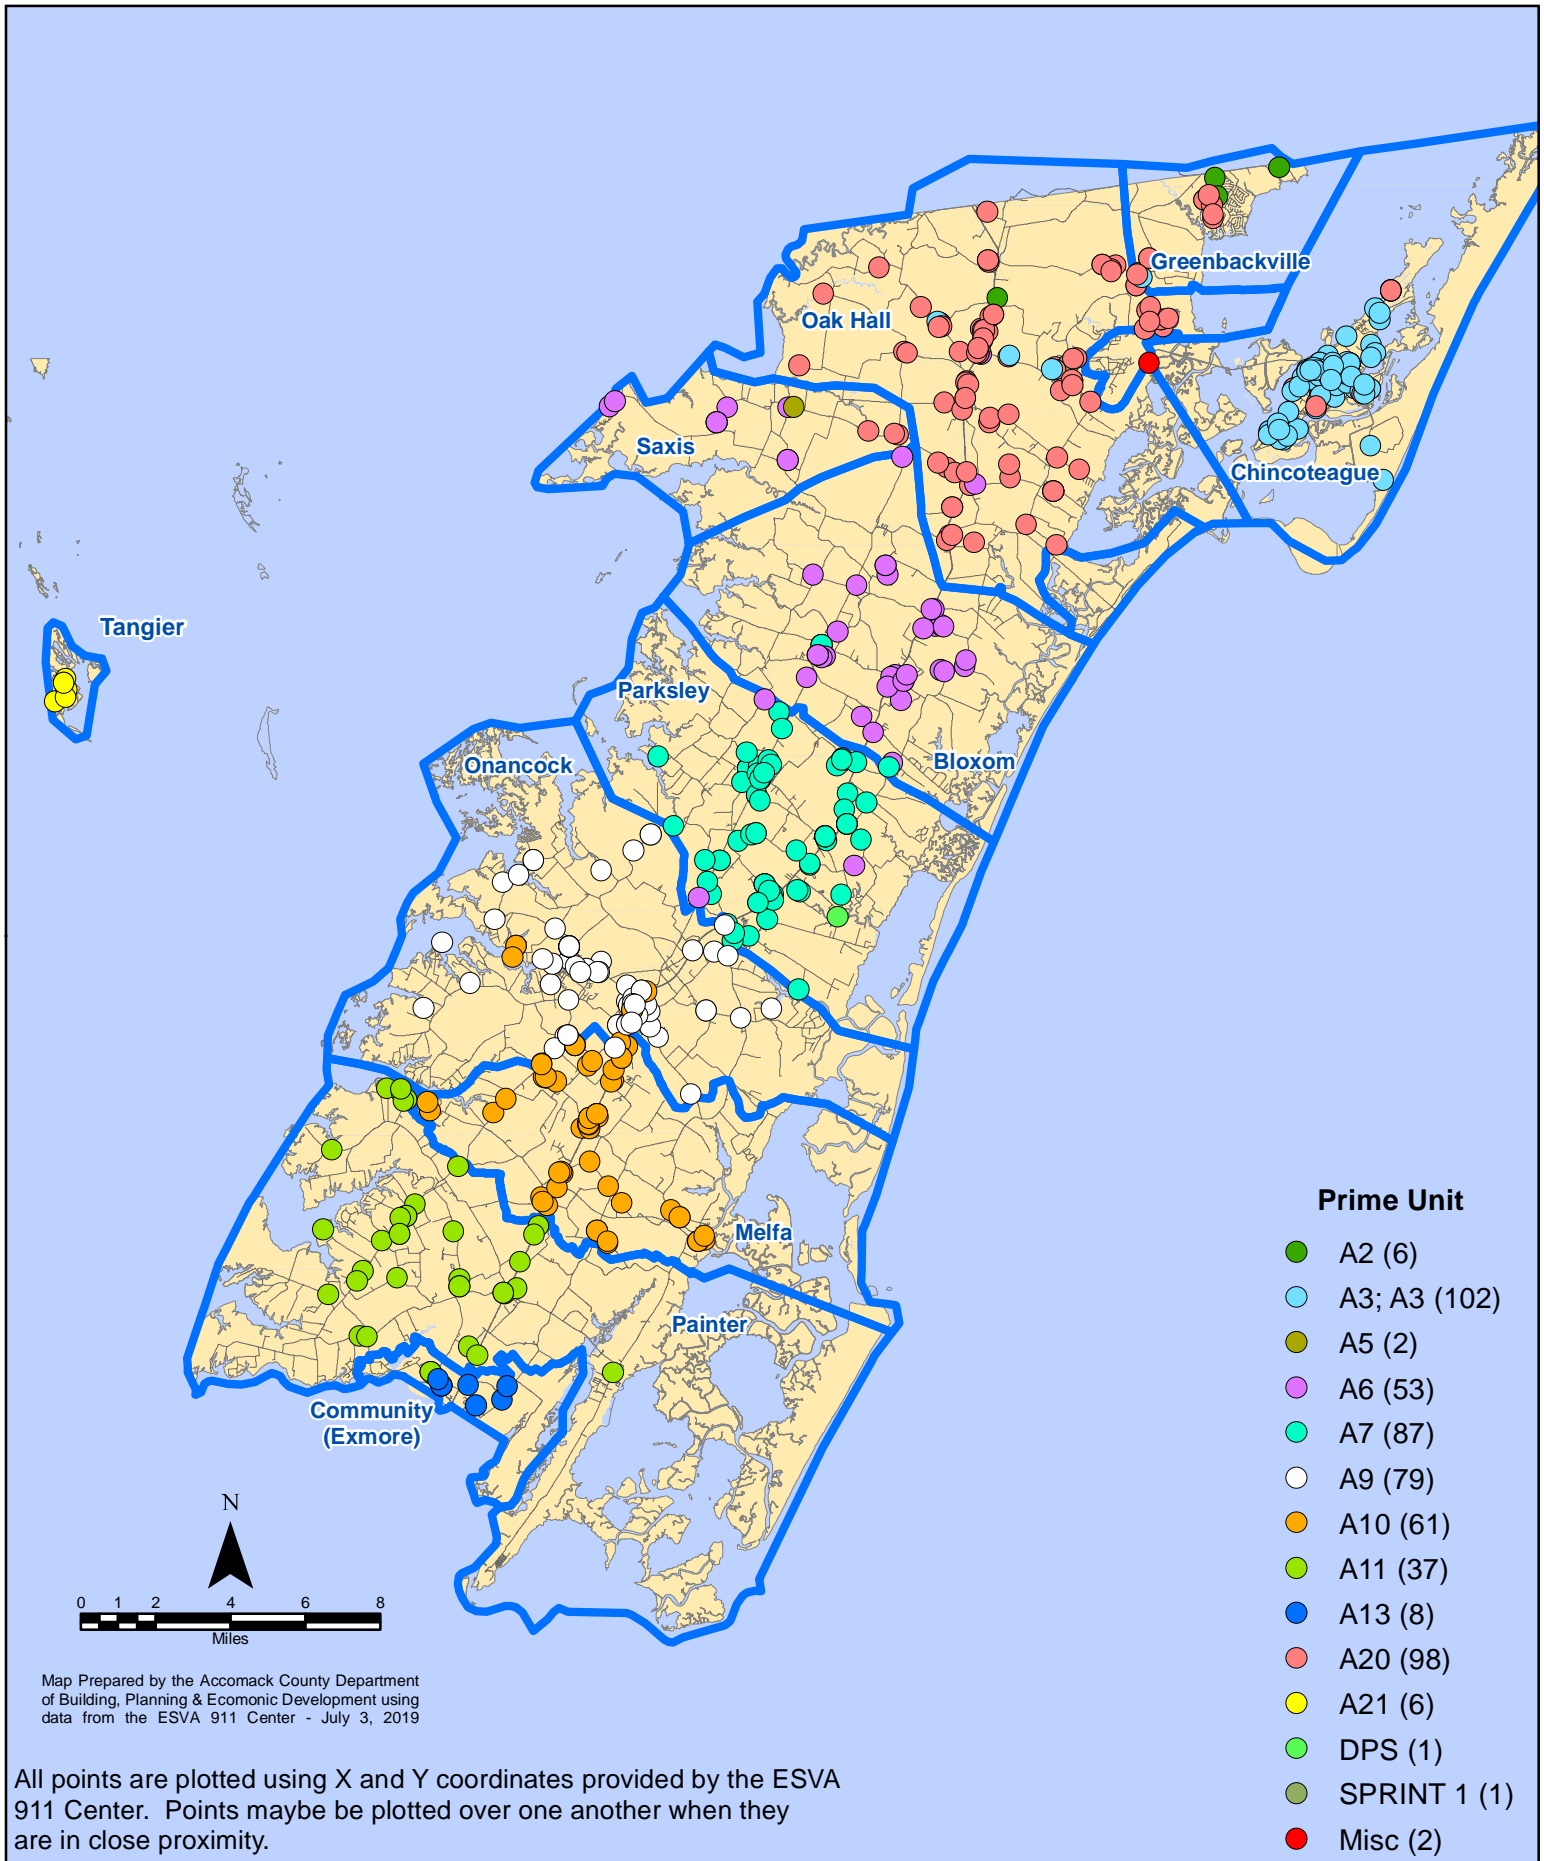 Greenbackville
Oak Hall
Saxis
Chincoteague
Tangier
Parksley
Onancock
Bloxom
Melfa
Painter
Community
(Exmore)
Prime Unit
A2 (6)
A3; A3 (102)
A5 (2)
A6 (53)
A7 (87)
A9 (79)
A10 (61)
A11 (37)
A13 (8)
A20 (98)
A21 (6)
DPS (1)
SPRINT 1 (1)
Misc (2)
N
0 1 2 4 6 8
Miles
Map Prepared by the Accomack County Department
of Building, Planning & Ecomonic Development using
data from the ESVA 911 Center - July 3, 2019
All points are plotted using X and Y coordinates provided by the ESVA
911 Center.  Points maybe be plotted over one another when they
are in close proximity.